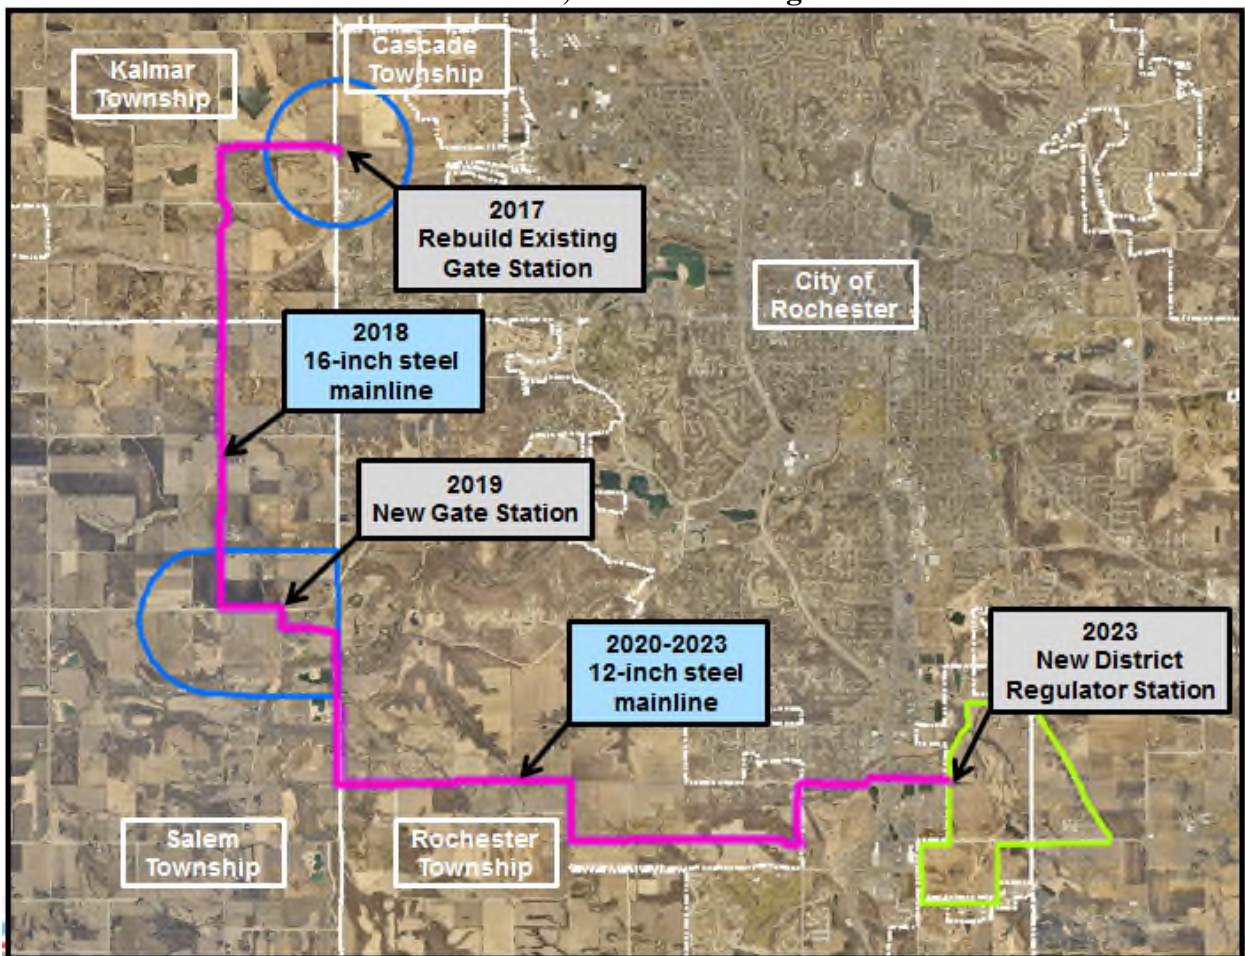 Kalmar
Township
Cascade
Township
2017
Rebuild Existing
Gate Station
City of
Rochester
2018
16-inch steel
mainline
2019
New Gate Station
2020-2023
12-inch steel
mainline
2023
New District
Regulator Station
Salem
Township
Rochester
Township